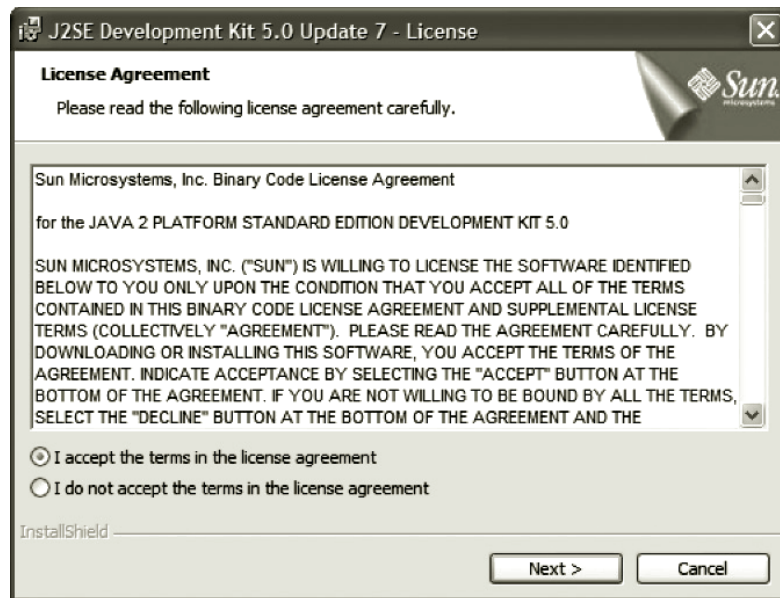 J2SE Development Kit 5.0 Update 7 - License
License Agreement
Please read the following license agreement carefully.
Sun
microsystems
Sun Microsystems, Inc. Binary Code License Agreement
for the JAVA 2 PLATFORM STANDARD EDITION DEVELOPMENT KIT 5.0
SUN MICROSYSTEMS, INC. ("SUN") IS WILLING TO LICENSE THE SOFTWARE IDENTIFIED
BELOW TO YOU ONLY UPON THE CONDITION THAT YOU ACCEPT ALL OF THE TERMS
CONTAINED IN THIS BINARY CODE LICENSE AGREEMENT AND SUPPLEMENTAL LICENSE
TERMS (COLLECTIVELY "AGREEMENT").  PLEASE READ THE AGREEMENT CAREFULLY.  BY
DOWNLOADING OR INSTALLING THIS SOFTWARE, YOU ACCEPT THE TERMS OF THE
AGREEMENT. INDICATE ACCEPTANCE BY SELECTING THE "ACCEPT" BUTTON AT THE
BOTTOM OF THE AGREEMENT. IF YOU ARE NOT WILLING TO BE BOUND BY ALL THE TERMS,
SELECT THE "DECLINE" BUTTON AT THE BOTTOM OF THE AGREEMENT AND THE
I accept the terms in the license agreement
I do not accept the terms in the license agreement
InstallShield
Next >
Cancel